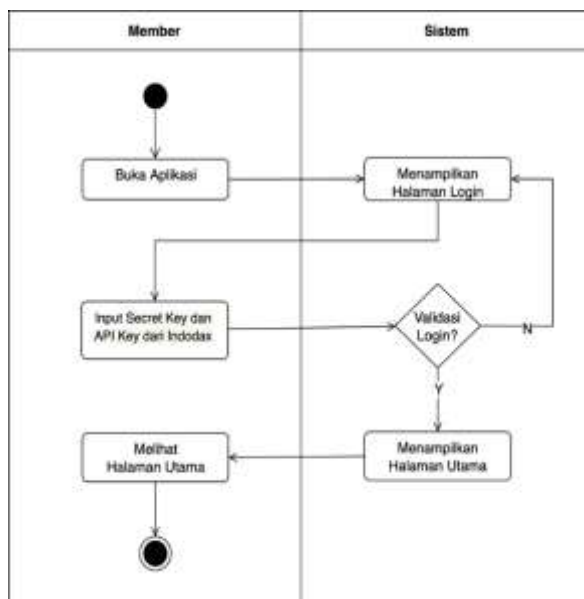 Member
Sistem
Buka Aplikasi
Menampilkan
Halaman Login
Input Secret Key dan
API Key dari Indodax
Validasi
Login?
N
Y
Melihat
Halaman Utama
Menampilkan
Halaman Utama